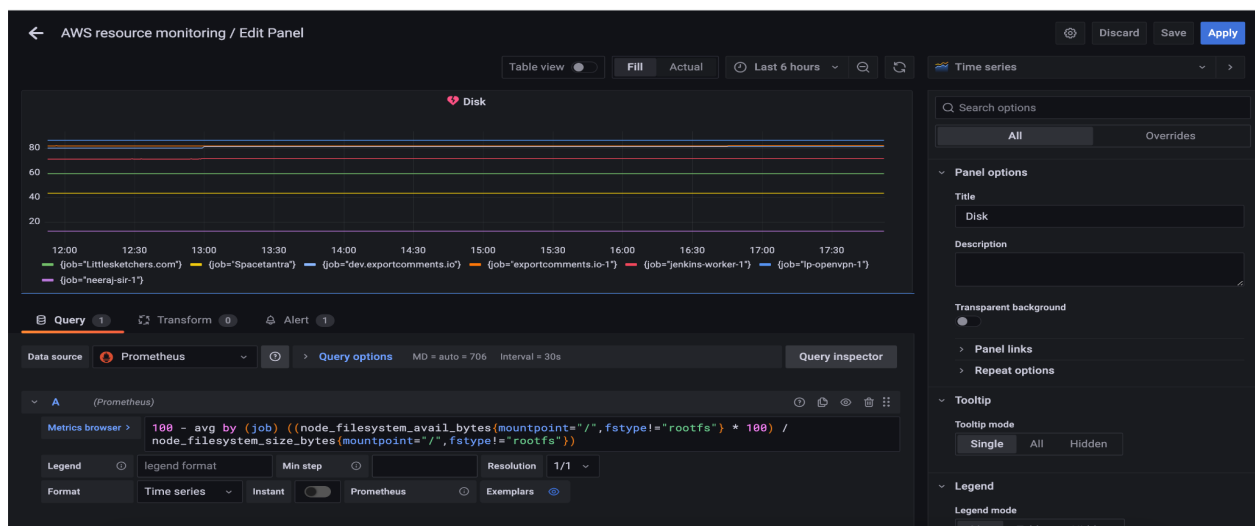 AWS resource monitoring / Edit Panel
Discard Save Apply
Table view Fill Actual Last 6 hours Time series
Disk
80
60
40
20
12:00 12:30 13:00 13:30 14:00 14:30 15:00 15:30 16:00 16:30 17:00 17:30
{job="Littlesketchers.com"} {job="Spacetantra"} {job="dev.exportcomments.io"} {job="exportcomments.io-1"} {job="jenkins-worker-1"} {job="lp-openvpn-1"}
{job="neeraj-sir-1"}
Query 1 Transform 0 Alert 1
Data source Prometheus Query options MD = auto = 706 Interval = 30s Query inspector
A (Prometheus)
Metrics browser > 100 - avg by (job) ((node_filesystem_avail_bytes{mountpoint="/",fstype!="rootfs"} * 100) /
node_filesystem_size_bytes{mountpoint="/",fstype!="rootfs"})
Legend legend format Min step Resolution 1/1
Format Time series Instant Prometheus Exemplars
Search options
All Overrides
Panel options
Title
Disk
Description
Transparent background
Panel links
Repeat options
Tooltip
Tooltip mode
Single All Hidden
Legend
Legend mode